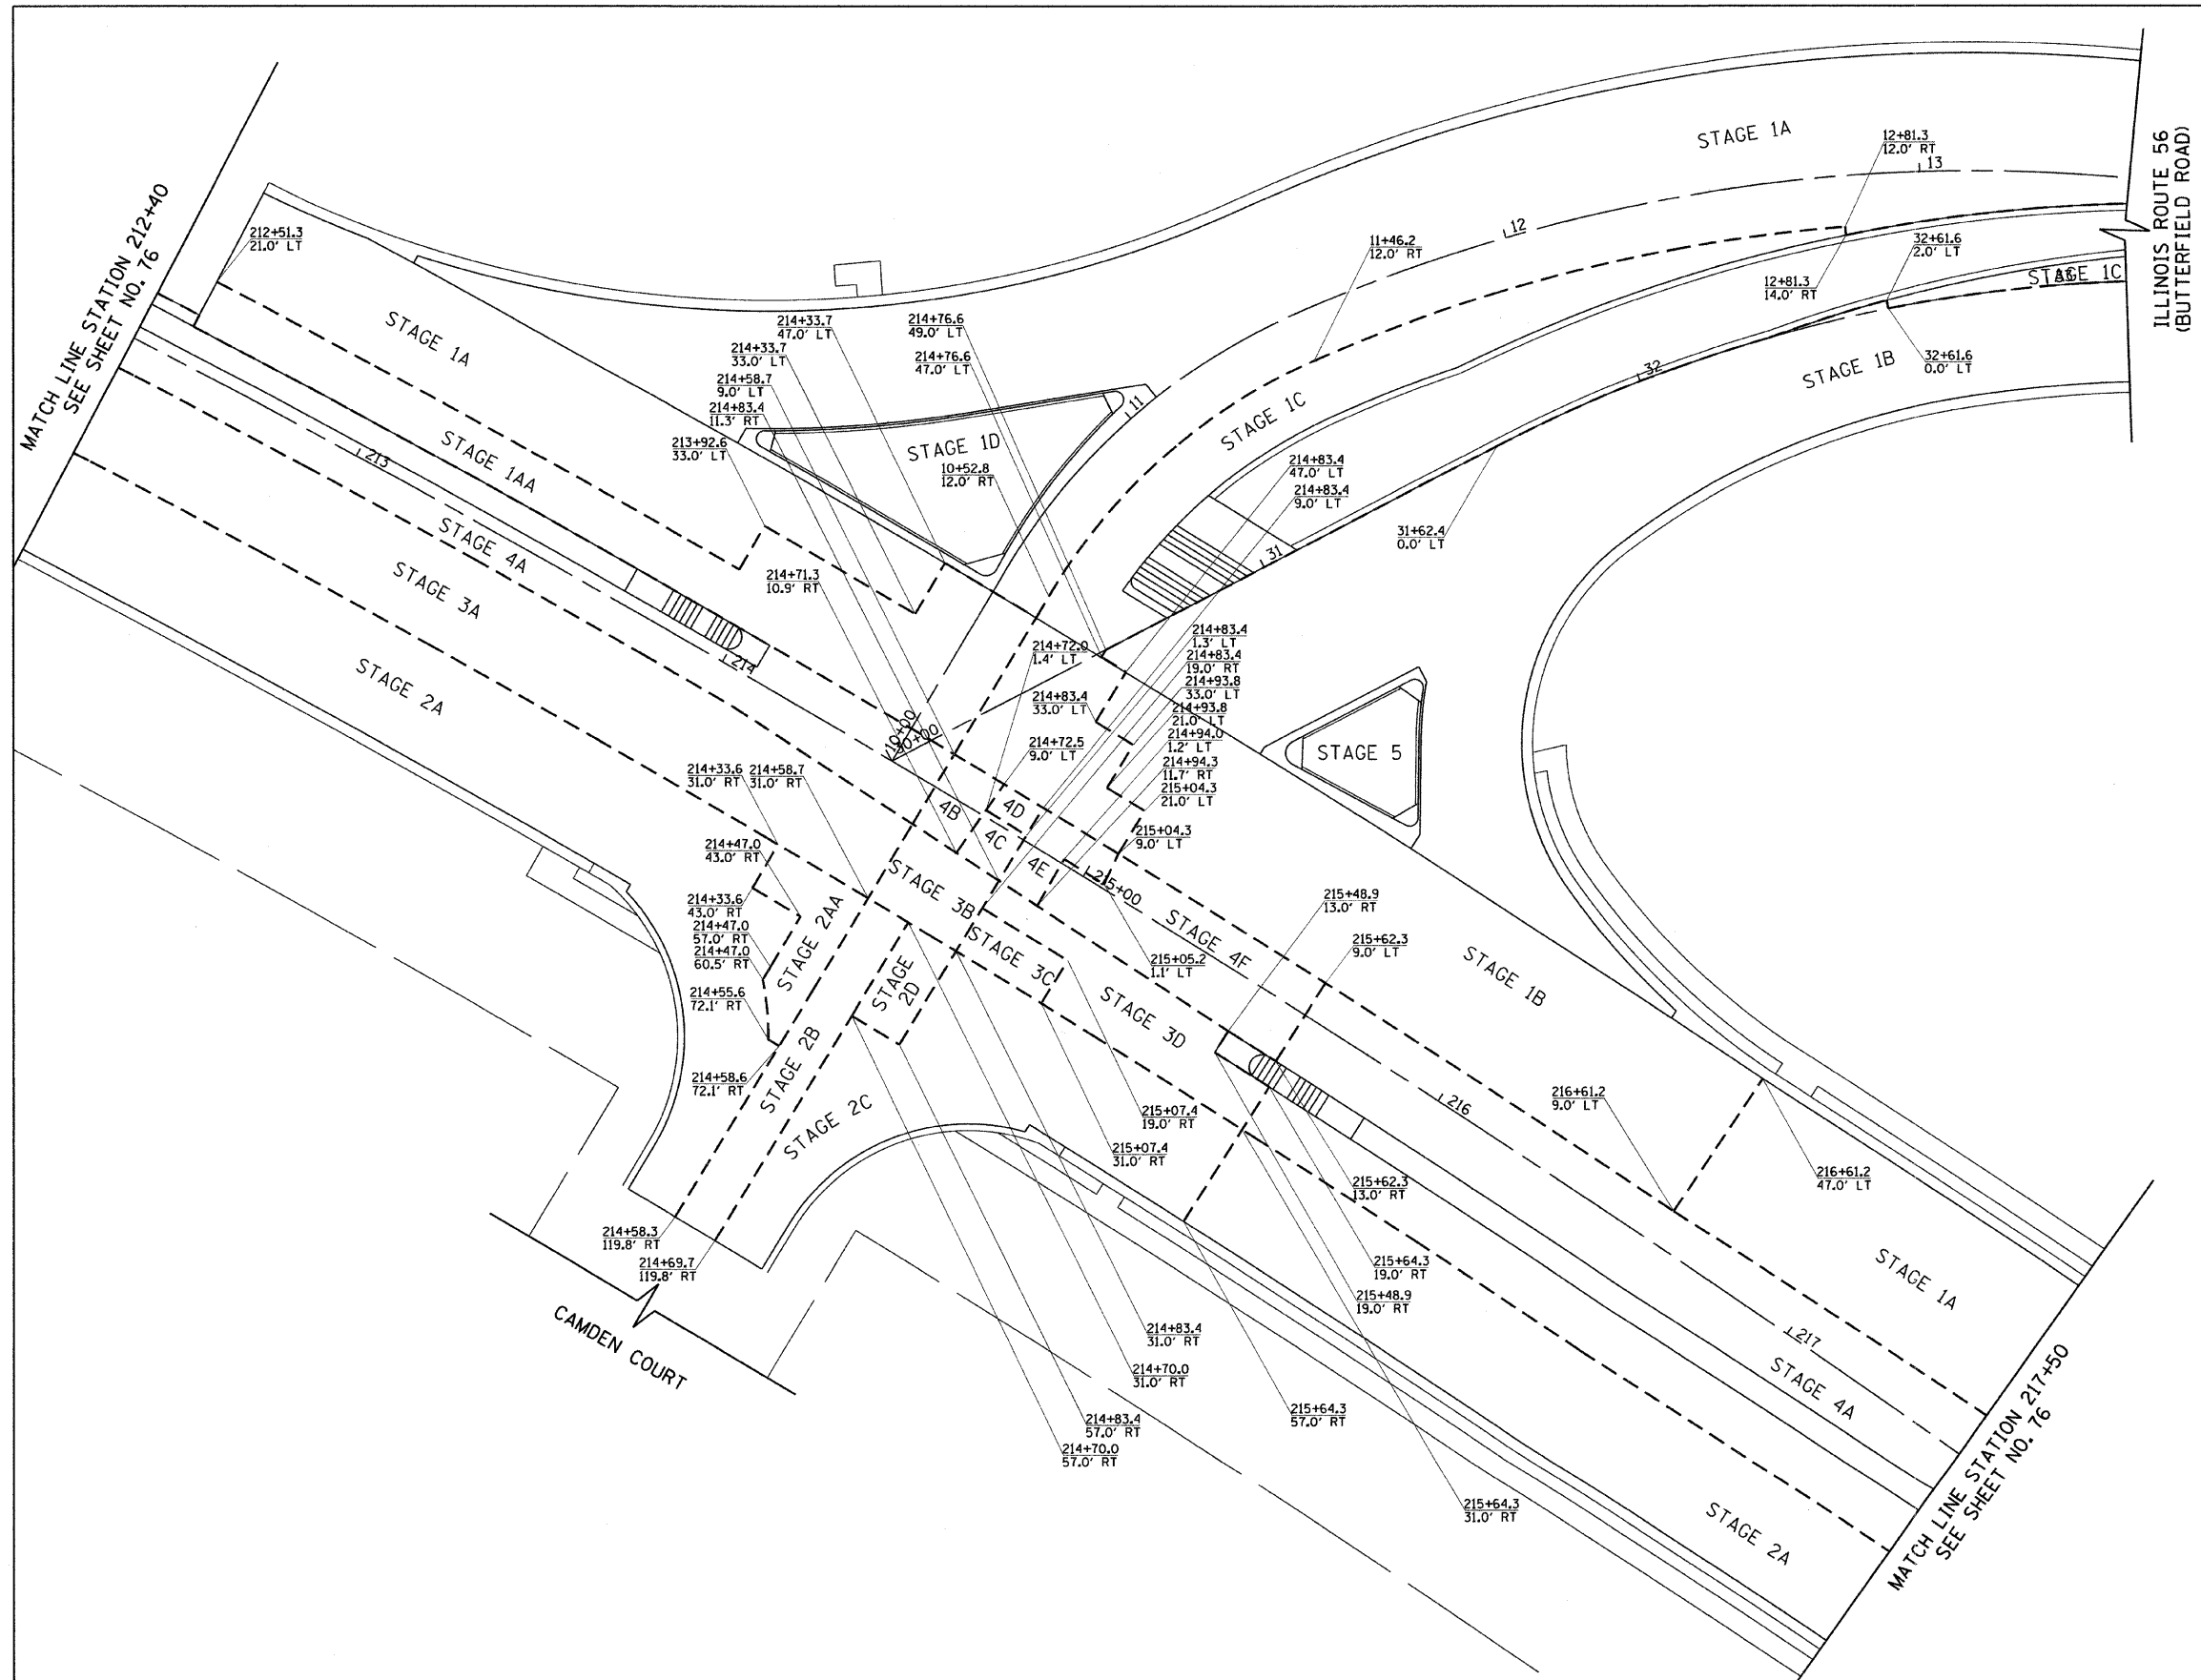 MATCH LINE STATION 212+40
SEE SHEET NO. 76
ILLINOIS ROUTE 56
(BUTTERFIELD ROAD)
STAGE 1A
13
12+81.3
12.0' RT
12
11+46.2
12.0' RT
32+61.6
2.0' LT
STAGE 1C
12+81.3
14.0' RT
212+51.3
21.0' LT
STAGE 1A
214+33.7
47.0' LT
214+76.6
49.0' LT
214+33.7
33.0' LT
214+76.6
47.0' LT
214+58.7
9.0' LT
214+83.4
11.3' RT
213+92.6
33.0' LT
32
STAGE 1B
32+61.6
0.0' LT
11
STAGE 1C
STAGE 1D
10+52.8
12.0' RT
213
STAGE 1AA
214+83.4
47.0' LT
214+83.4
9.0' LT
31+62.4
0.0' LT
31
STAGE 4A
STAGE 3A
214+71.3
10.9' RT
214
STAGE 2A
214+72.0
1.4' LT
214+83.4
1.3' LT
214+83.4
19.0' RT
214+93.8
33.0' LT
214+93.8
21.0' LT
214+94.0
1.2' LT
214+94.3
11.7' RT
215+04.3
21.0' LT
214+83.4
33.0' LT
10+00
30+00
214+72.5
9.0' LT
STAGE 5
214+33.6
31.0' RT
214+58.7
31.0' RT
4B
4D
4C
4E
215+04.3
9.0' LT
214+47.0
43.0' RT
214+33.6
43.0' RT
214+47.0
57.0' RT
214+47.0
60.5' RT
STAGE 2AA
STAGE 3B
215+00
STAGE 4F
215+48.9
13.0' RT
215+62.3
9.0' LT
215+05.2
1.1' LT
STAGE 3C
STAGE 1B
214+55.6
72.1' RT
STAGE
2D
STAGE 3D
STAGE 2B
214+58.6
72.1' RT
STAGE 2C
216
216+61.2
9.0' LT
215+07.4
19.0' RT
215+07.4
31.0' RT
215+62.3
13.0' RT
216+61.2
47.0' LT
214+58.3
119.8' RT
214+69.7
119.8' RT
215+64.3
19.0' RT
215+48.9
19.0' RT
STAGE 1A
CAMDEN COURT
214+83.4
31.0' RT
214+70.0
31.0' RT
217
STAGE 4A
215+64.3
57.0' RT
214+83.4
57.0' RT
214+70.0
57.0' RT
215+64.3
31.0' RT
STAGE 2A
MATCH LINE STATION 217+50
SEE SHEET NO. 76